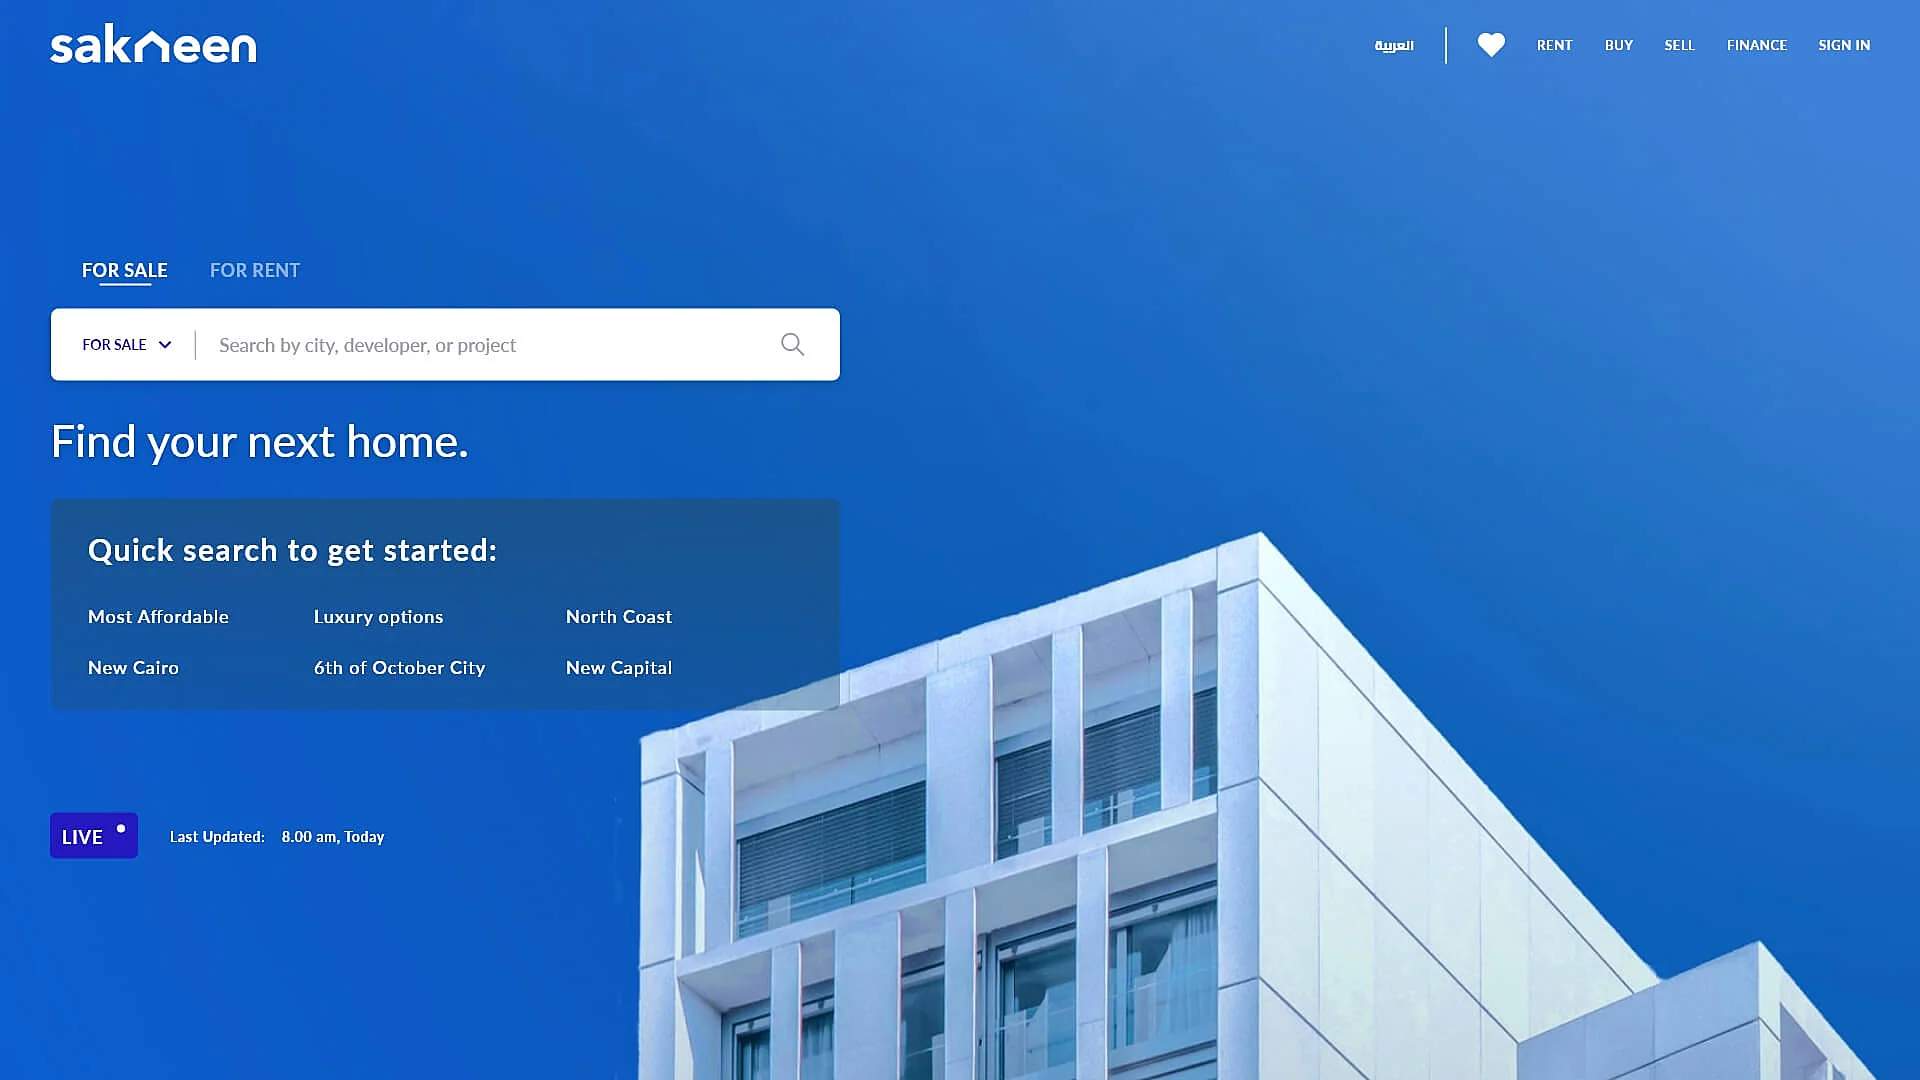 sakneen
العربية
RENT
BUY
SELL
FINANCE
SIGN IN
FOR SALE
FOR RENT
FOR SALE
Search by city, developer, or project
Find your next home.
Quick search to get started:
Most Affordable
Luxury options
North Coast
New Cairo
6th of October City
New Capital
LIVE
Last Updated: 8.00 am, Today